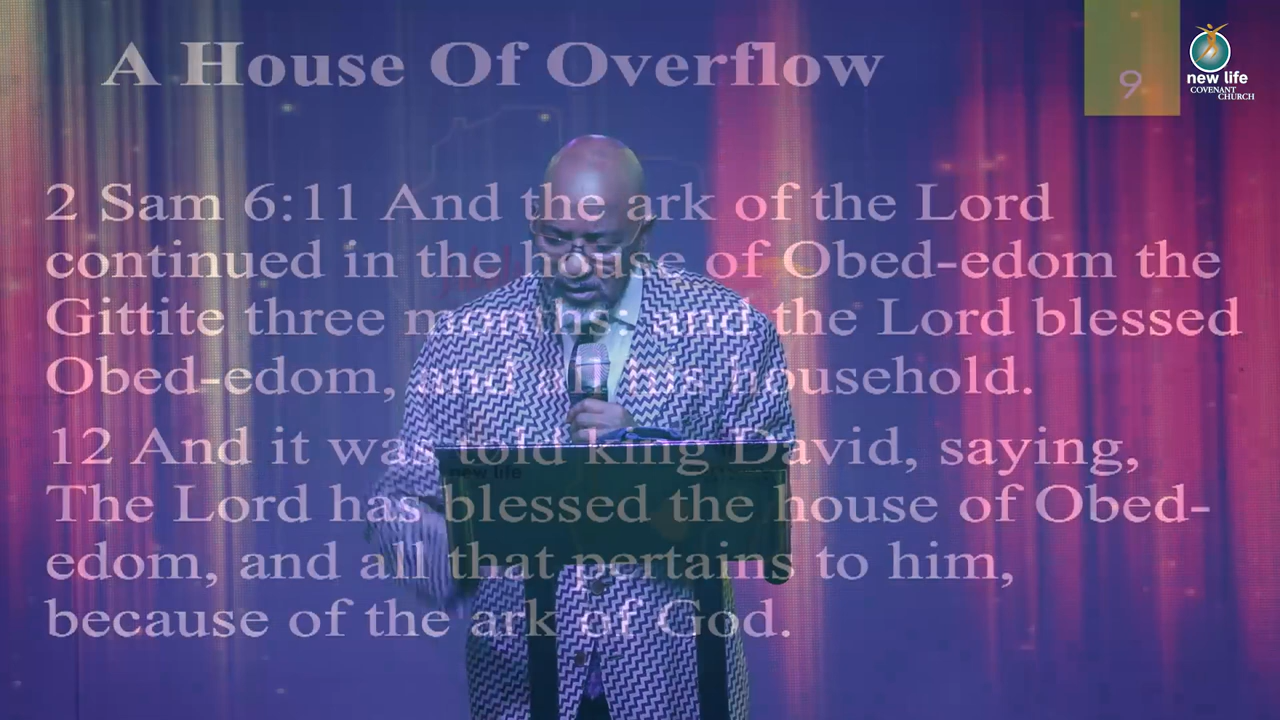 A House Of Overflow
9
new life
COVENANT
CHURCH
2 Sam 6:11 And the ark of the Lord
continued in the house of Obed-edom the
Gittite three months: and the Lord blessed
Obed-edom, and household.
12 And it was told king David, saying,
The Lord has blessed the house of Obed-
edom, and all that pertains to him,
because of the ark of God.
new life